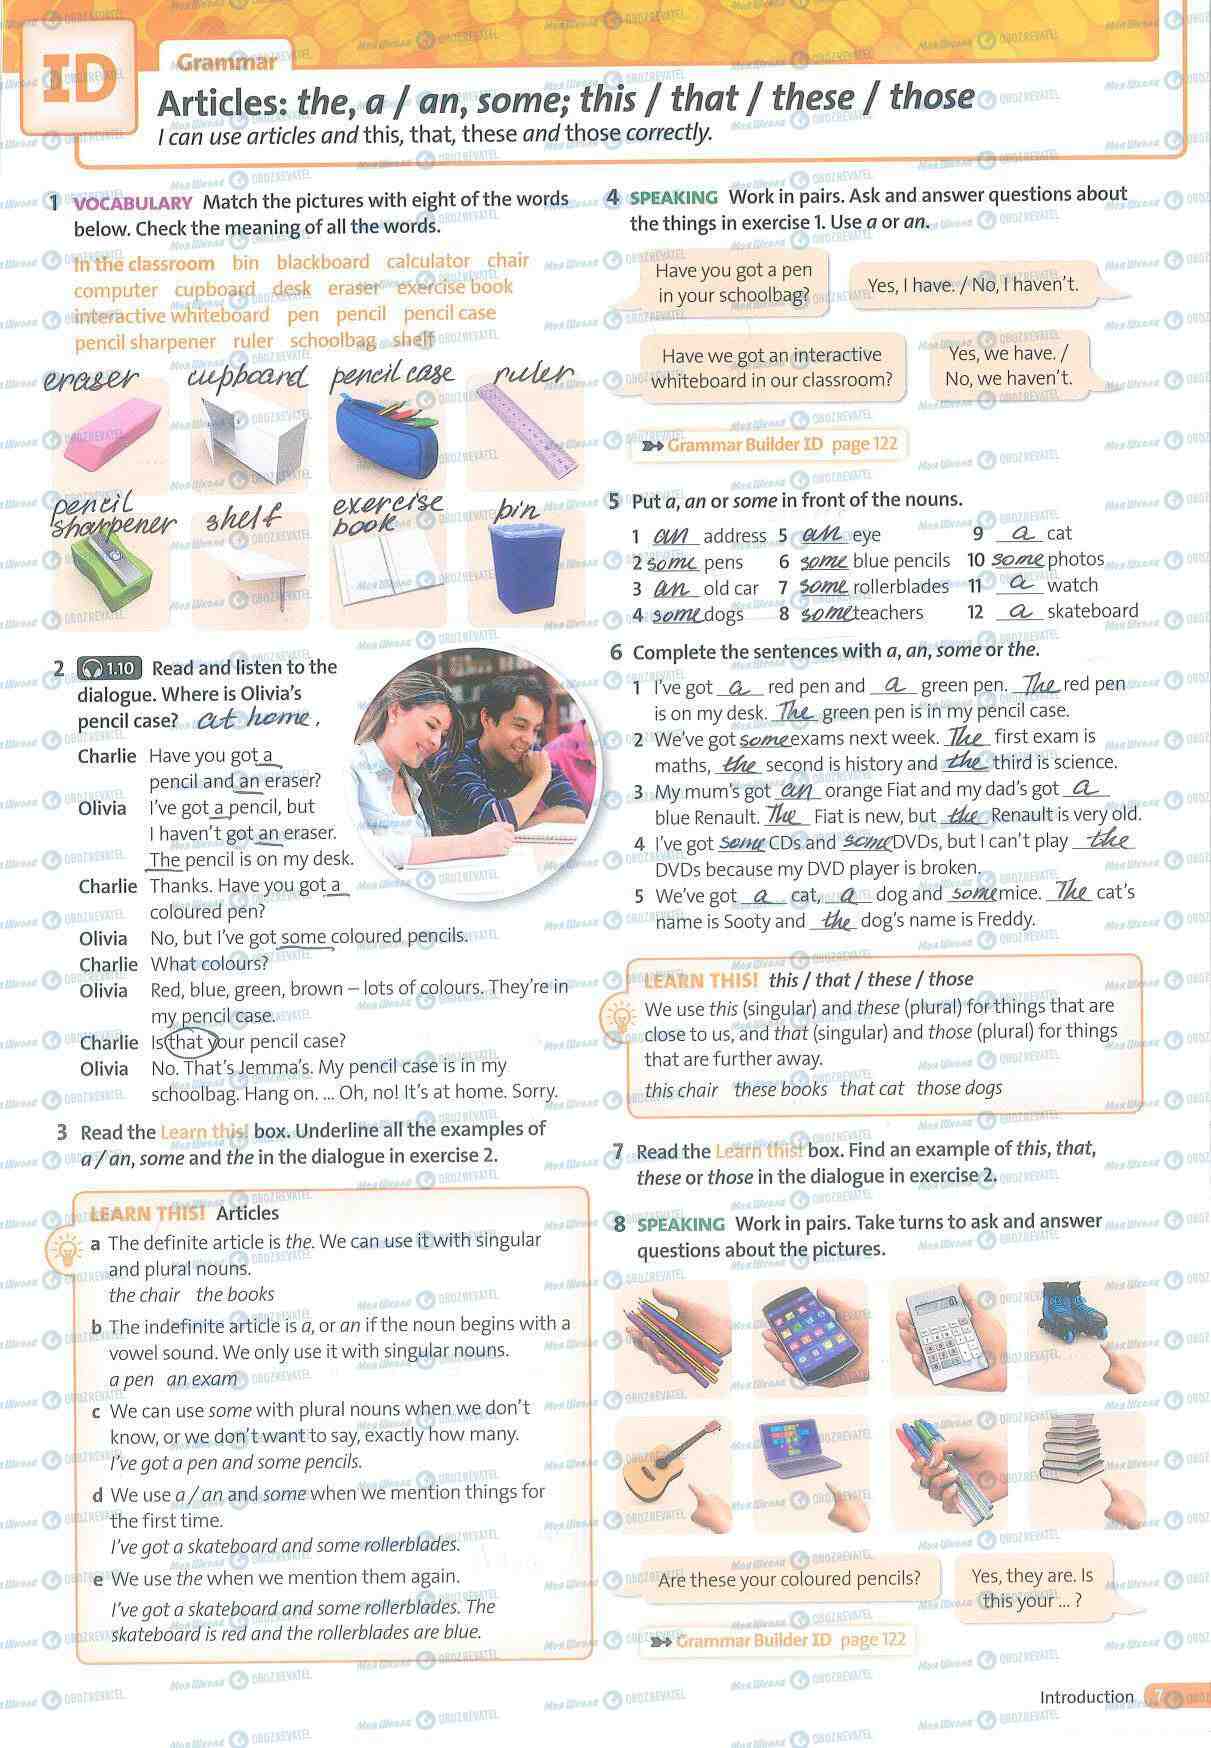 ID
Grammar
Articles: the, a / an, some; this / that / these / those
I can use articles and this, that, these and those correctly.
1 VOCABULARY Match the pictures with eight of the words
below. Check the meaning of all the words.
In the classroom bin blackboard calculator chair
computer cupboard desk eraser exercise book
interactive whiteboard pen pencil pencil case
pencil sharpener ruler schoolbag shelf
eraser cupboard pencil case ruler
pencil
sharpener shelf exercise
book bin
2 1.10 Read and listen to the
dialogue. Where is Olivia's
pencil case? at home.
Charlie Have you got a
pencil and an eraser?
Olivia I've got a pencil, but
I haven't got an eraser.
The pencil is on my desk.
Charlie Thanks. Have you got a
coloured pen?
Olivia No, but I've got some coloured pencils.
Charlie What colours?
Olivia Red, blue, green, brown – lots of colours. They're in
my pencil case.
Charlie Is that your pencil case?
Olivia No. That's Jemma's. My pencil case is in my
schoolbag. Hang on. ... Oh, no! It's at home. Sorry.
3 Read the Learn this! box. Underline all the examples of
a / an, some and the in the dialogue in exercise 2.
LEARN THIS! Articles
a The definite article is the. We can use it with singular
and plural nouns.
the chair the books
b The indefinite article is a, or an if the noun begins with a
vowel sound. We only use it with singular nouns.
a pen an exam
c We can use some with plural nouns when we don't
know, or we don't want to say, exactly how many.
I've got a pen and some pencils.
d We use a / an and some when we mention things for
the first time.
I've got a skateboard and some rollerblades.
e We use the when we mention them again.
I've got a skateboard and some rollerblades. The
skateboard is red and the rollerblades are blue.
4 SPEAKING Work in pairs. Ask and answer questions about
the things in exercise 1. Use a or an.
Have you got a pen
in your schoolbag?
Yes, I have. / No, I haven't.
Have we got an interactive
whiteboard in our classroom?
Yes, we have. /
No, we haven't.
Grammar Builder ID page 122
5 Put a, an or some in front of the nouns.
1 an address 5 an eye 9 a cat
2 some pens 6 some blue pencils 10 some photos
3 an old car 7 some rollerblades 11 a watch
4 some dogs 8 some teachers 12 a skateboard
6 Complete the sentences with a, an, some or the.
1 I've got a red pen and a green pen. The red pen
is on my desk. The green pen is in my pencil case.
2 We've got some exams next week. The first exam is
maths, the second is history and the third is science.
3 My mum's got an orange Fiat and my dad's got a
blue Renault. The Fiat is new, but the Renault is very old.
4 I've got some CDs and some DVDs, but I can't play the
DVDs because my DVD player is broken.
5 We've got a cat, a dog and some mice. The cat's
name is Sooty and the dog's name is Freddy.
LEARN THIS! this / that / these / those
We use this (singular) and these (plural) for things that are
close to us, and that (singular) and those (plural) for things
that are further away.
this chair these books that cat those dogs
7 Read the Learn this! box. Find an example of this, that,
these or those in the dialogue in exercise 2.
8 SPEAKING Work in pairs. Take turns to ask and answer
questions about the pictures.
Are these your coloured pencils?
Yes, they are. Is
this your ... ?
Grammar Builder ID page 122
Introduction 7